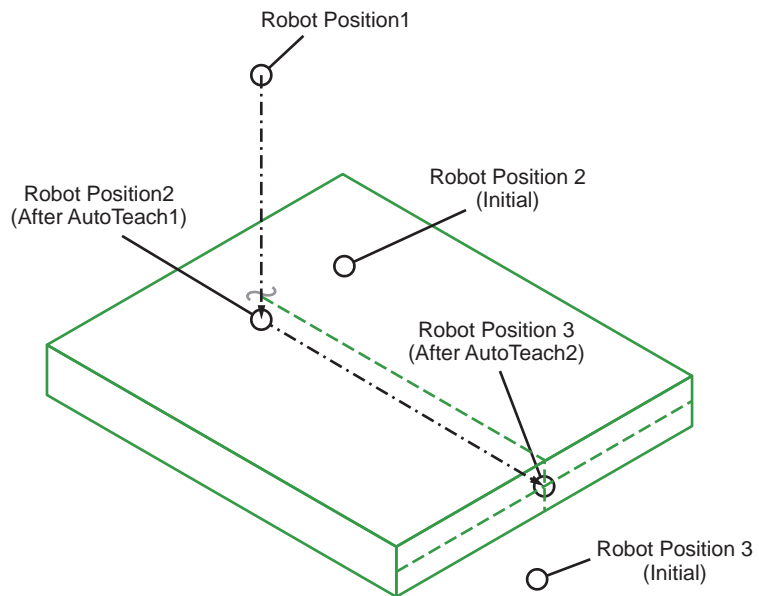 Robot Position1
Robot Position 2
(Initial)
Robot Position2
(After AutoTeach1)
Robot Position 3
(After AutoTeach2)
Robot Position 3
(Initial)